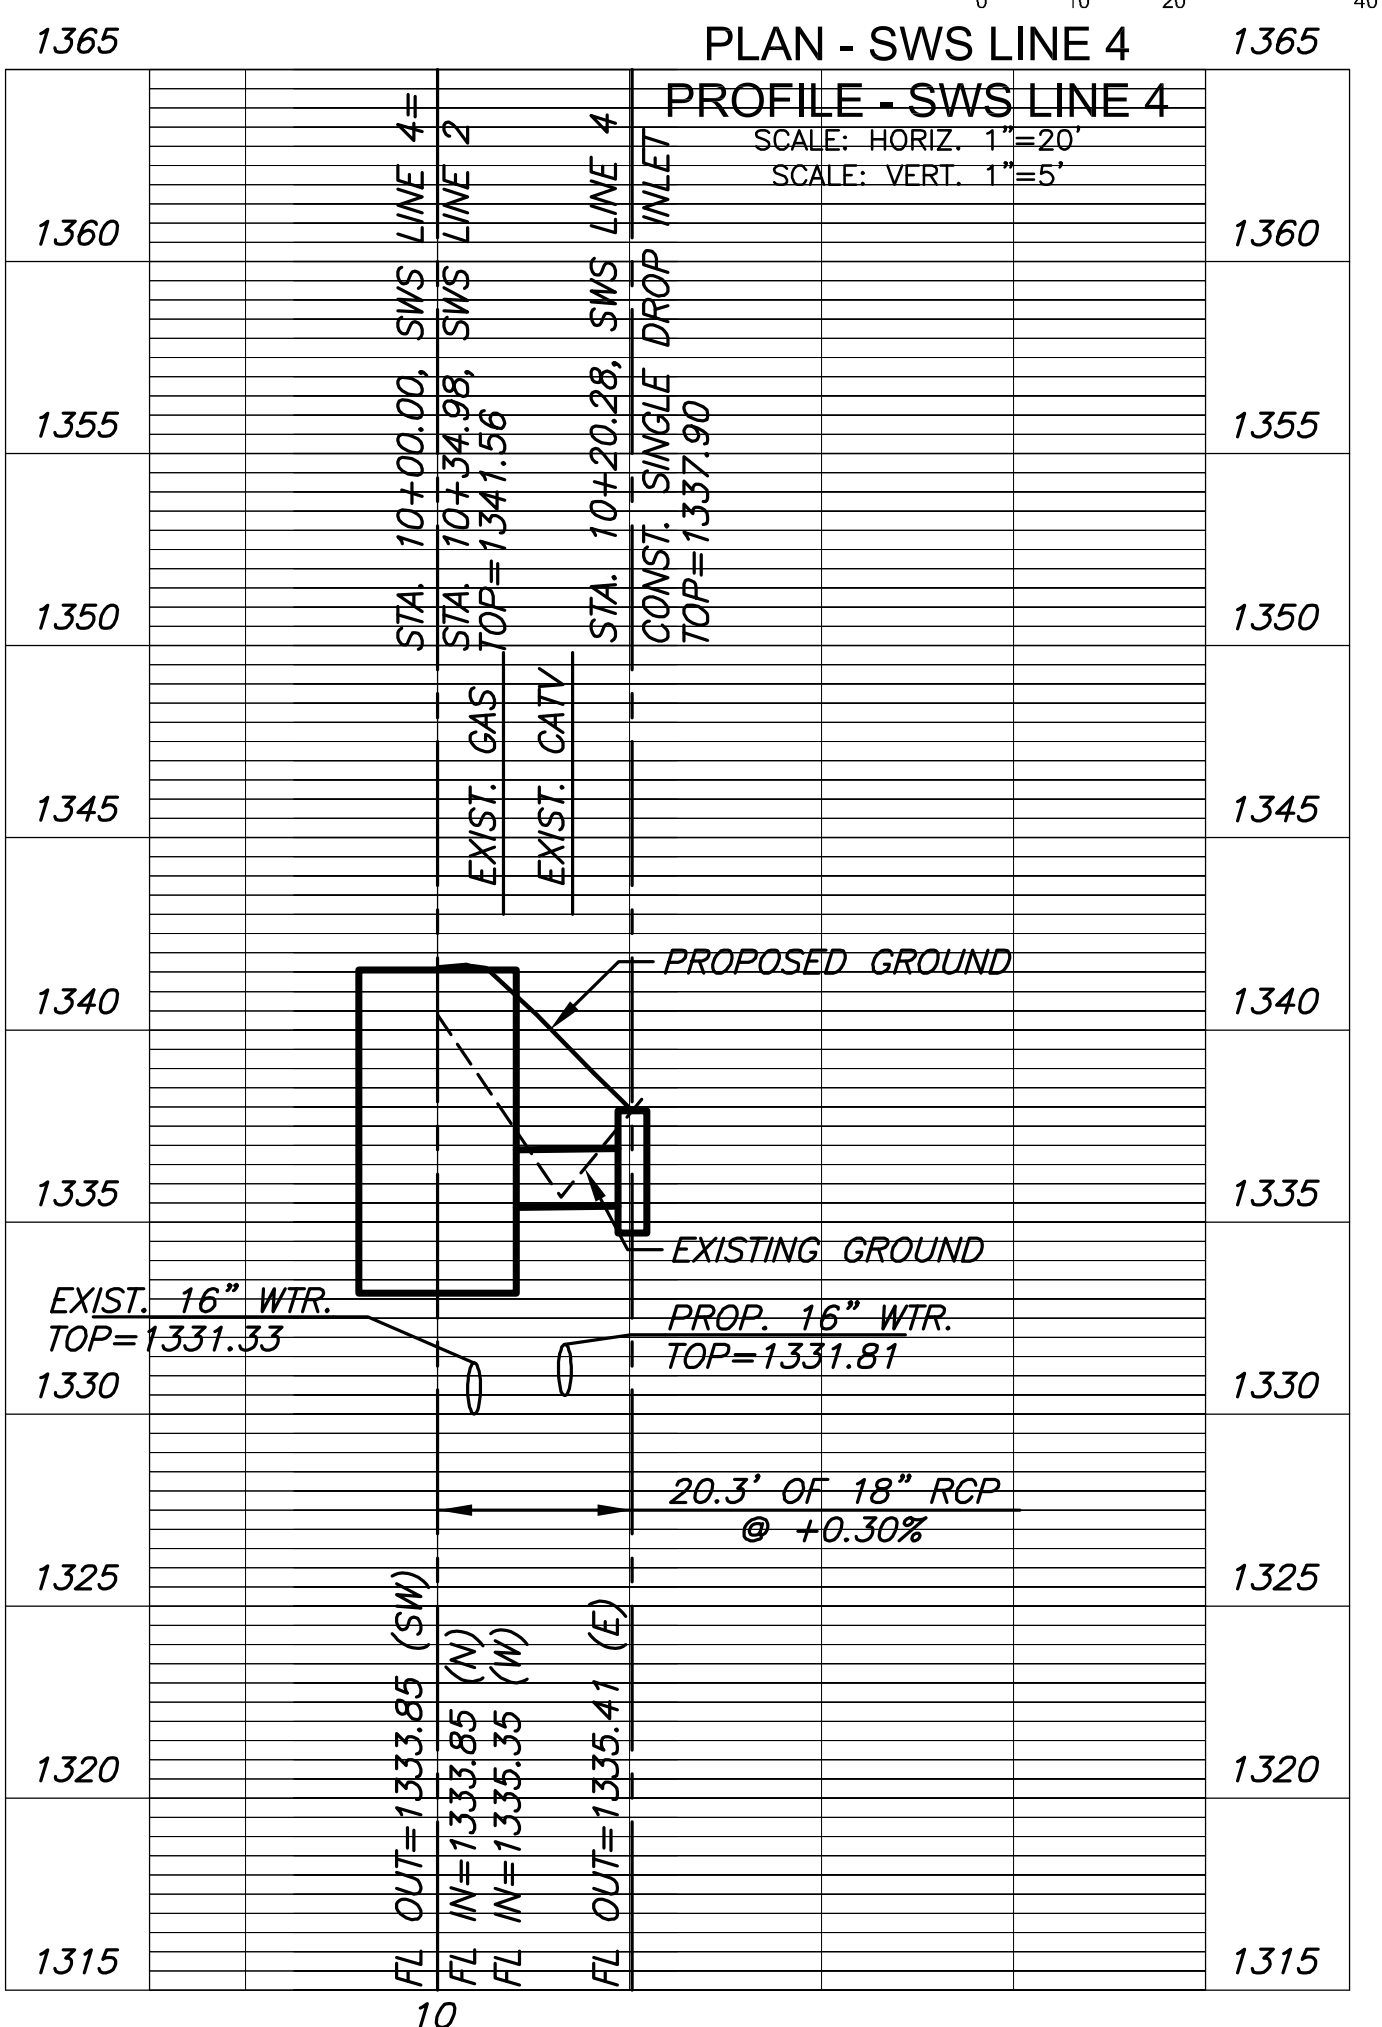 0 10 20 40
PLAN - SWS LINE 4
PROFILE - SWS LINE 4
SCALE: HORIZ. 1"=20'
SCALE: VERT. 1"=5'
1365 1365
1360 1360
1355 1355
1350 1350
1345 1345
1340 1340
1335 1335
1330 1330
1325 1325
1320 1320
1315 1315
STA. 10+00.00, SWS LINE 4=
STA. 10+34.98, SWS LINE 2
TOP=1341.56
STA. 10+20.28, SWS LINE 4
CONST. SINGLE DROP INLET
TOP=1337.90
EXIST. GAS
EXIST. CATV
PROPOSED GROUND
EXISTING GROUND
EXIST. 16" WTR.
TOP=1331.33
PROP. 16" WTR.
TOP=1331.81
20.3' OF 18" RCP
@ +0.30%
FL OUT=1333.85 (SW)
FL IN=1333.85 (N)
FL IN=1335.35 (W)
FL OUT=1335.41 (E)
10